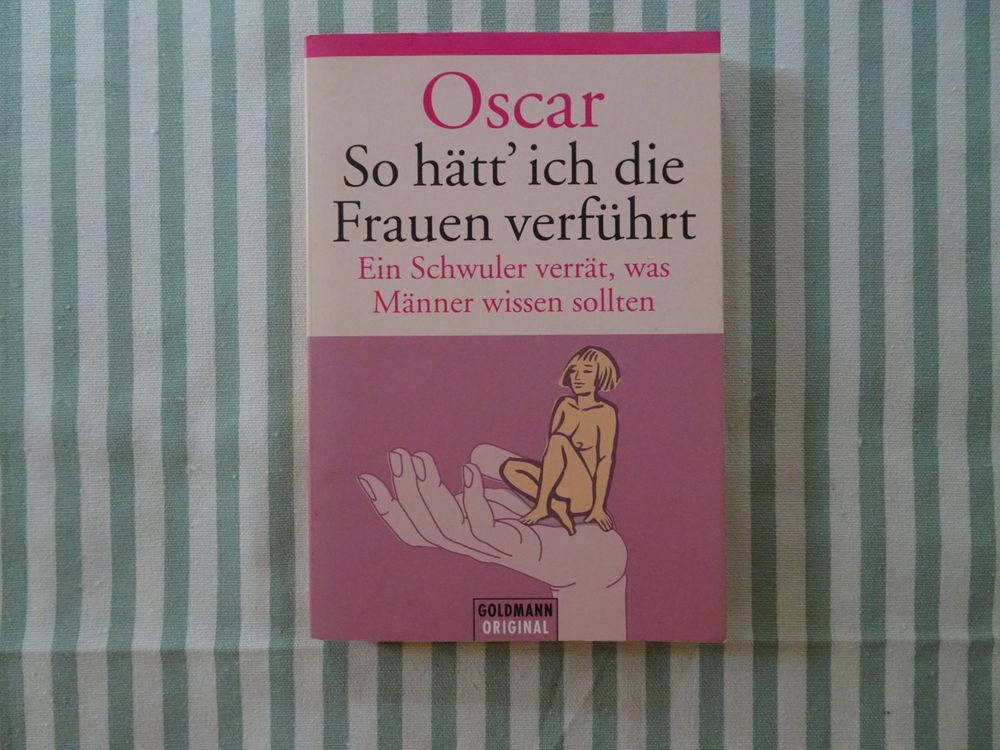 Oscar
So hätt’ ich die
Frauen verführt
Ein Schwuler verrät, was
Männer wissen sollten
GOLDMANN
ORIGINAL